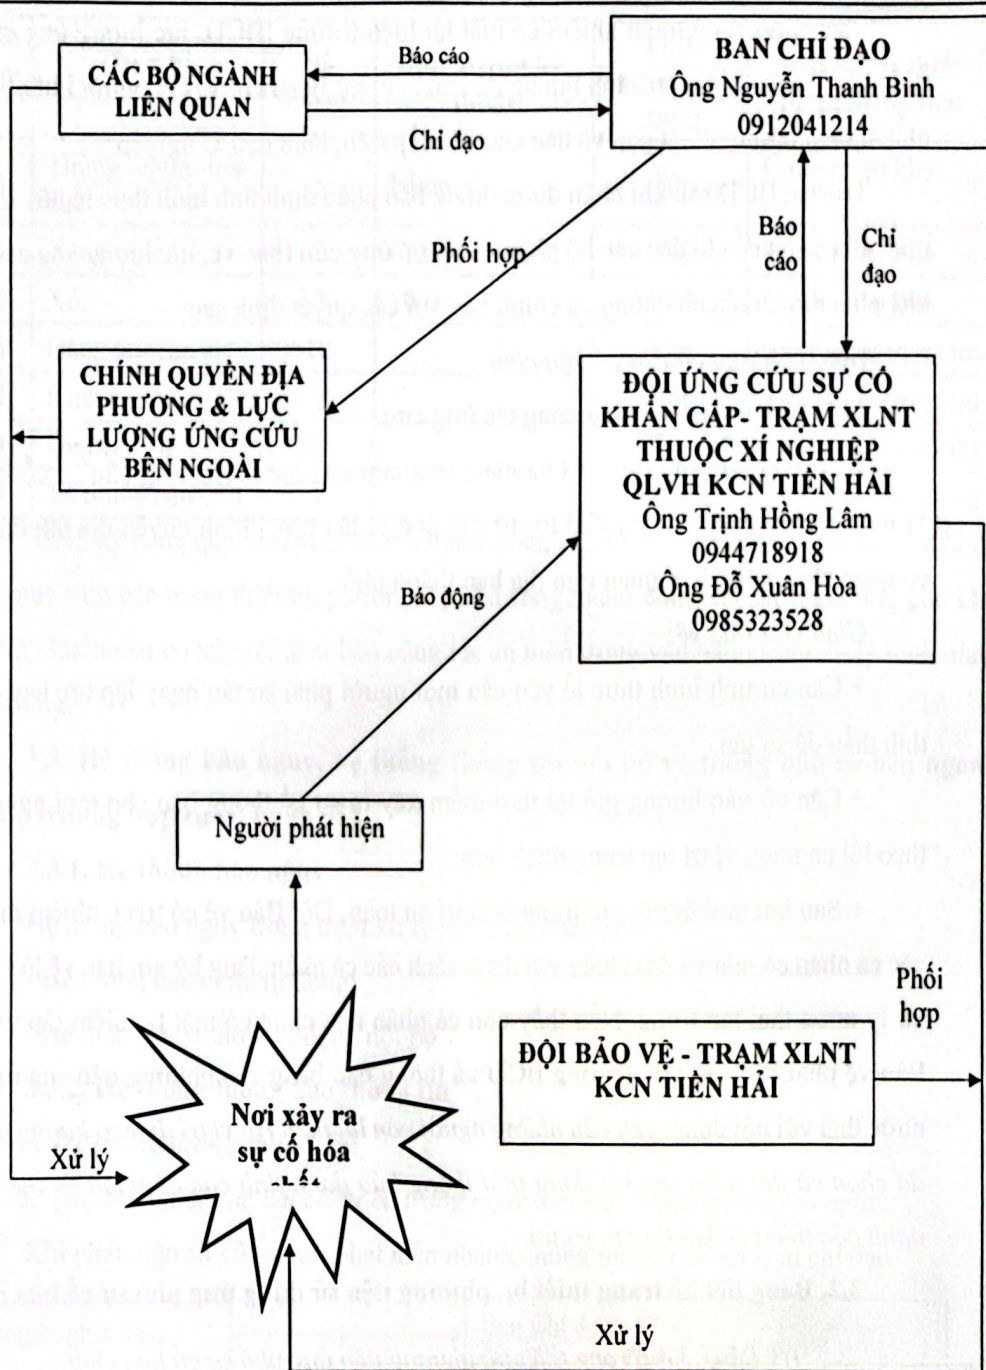 CÁC BỘ NGÀNH
LIÊN QUAN
Báo cáo
Chỉ đạo
BAN CHỈ ĐẠO
Ông Nguyễn Thanh Bình
0912041214
Phối hợp
Báo
cáo
Chỉ
đạo
CHÍNH QUYỀN ĐỊA
PHƯƠNG & LỰC
LƯỢNG ỨNG CỨU
BÊN NGOÀI
ĐỘI ỨNG CỨU SỰ CỐ
KHẨN CẤP- TRẠM XLNT
THUỘC XÍ NGHIỆP
QLVH KCN TIỀN HẢI
Ông Trịnh Hồng Lâm
0944718918
Ông Đỗ Xuân Hòa
0985323528
Báo động
Người phát hiện
Phối
hợp
ĐỘI BẢO VỆ - TRẠM XLNT
KCN TIỀN HẢI
Nơi xảy ra
sự cố hóa
Xử lý
Xử lý